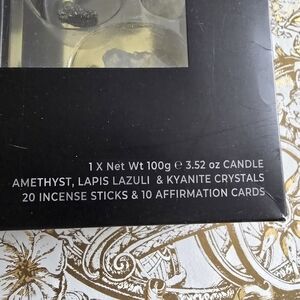 1 X Net Wt 100g ℮ 3.52 oz CANDLE
AMETHYST, LAPIS LAZULI & KYANITE CRYSTALS
20 INCENSE STICKS & 10 AFFIRMATION CARDS